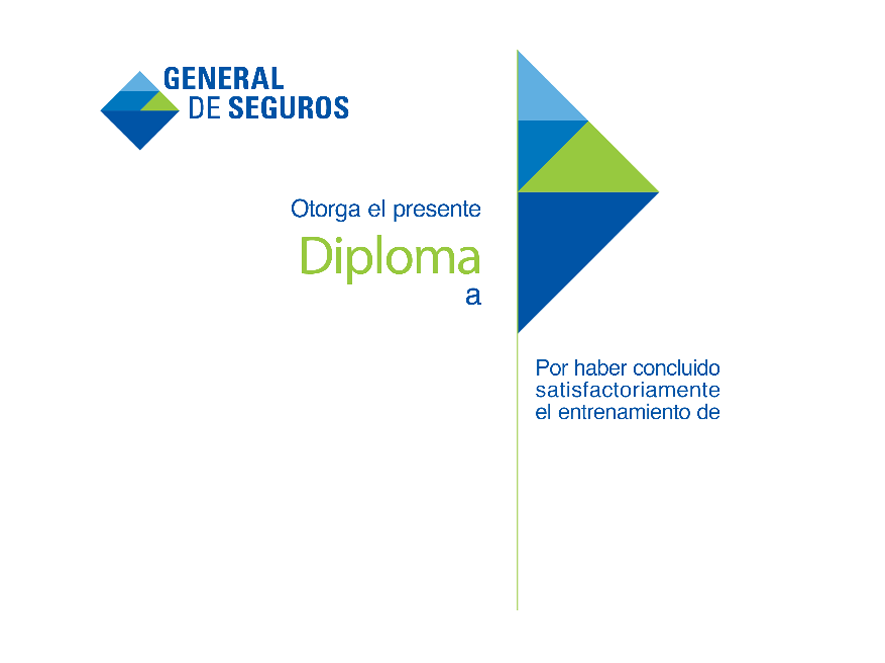 GENERAL
DE SEGUROS
Otorga el presente
Diploma
a
Por haber concluido
satisfactoriamente
el entrenamiento de